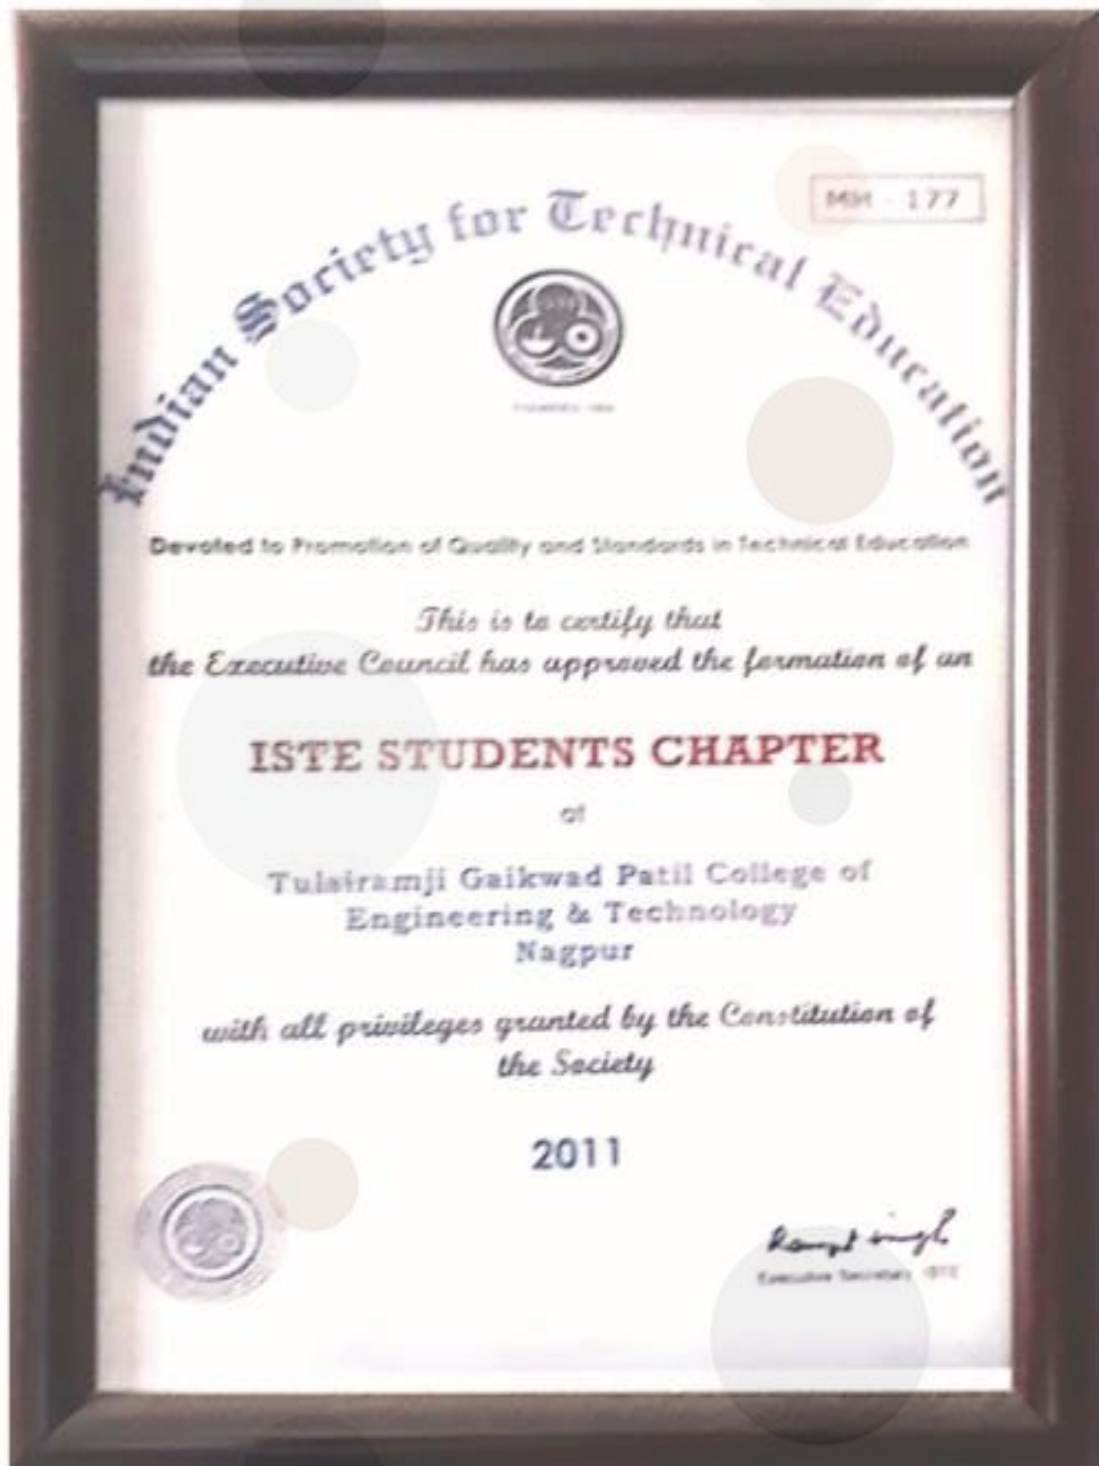 MH - 177
Indian Society for Technical Education
Devoted to Promotion of Quality and Standards in Technical Education
This is to certify that
the Executive Council has approved the formation of an
ISTE STUDENTS CHAPTER
at
Tulsiramji Gaikwad Patil College of
Engineering & Technology
Nagpur
with all privileges granted by the Constitution of
the Society
2011
Executive Secretary ISTE